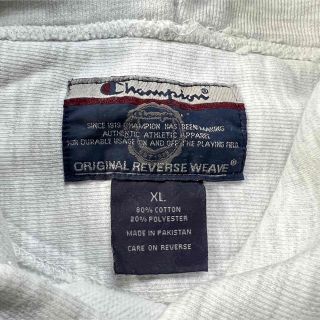 Champion®
SINCE 1919 CHAMPION HAS BEEN MAKING
AUTHENTIC ATHLETIC APPAREL
FOR DURABLE USAGE ON AND OFF THE PLAYING FIELD
ORIGINAL REVERSE WEAVE®
XL
80% COTTON
20% POLYESTER
MADE IN PAKISTAN
CARE ON REVERSE